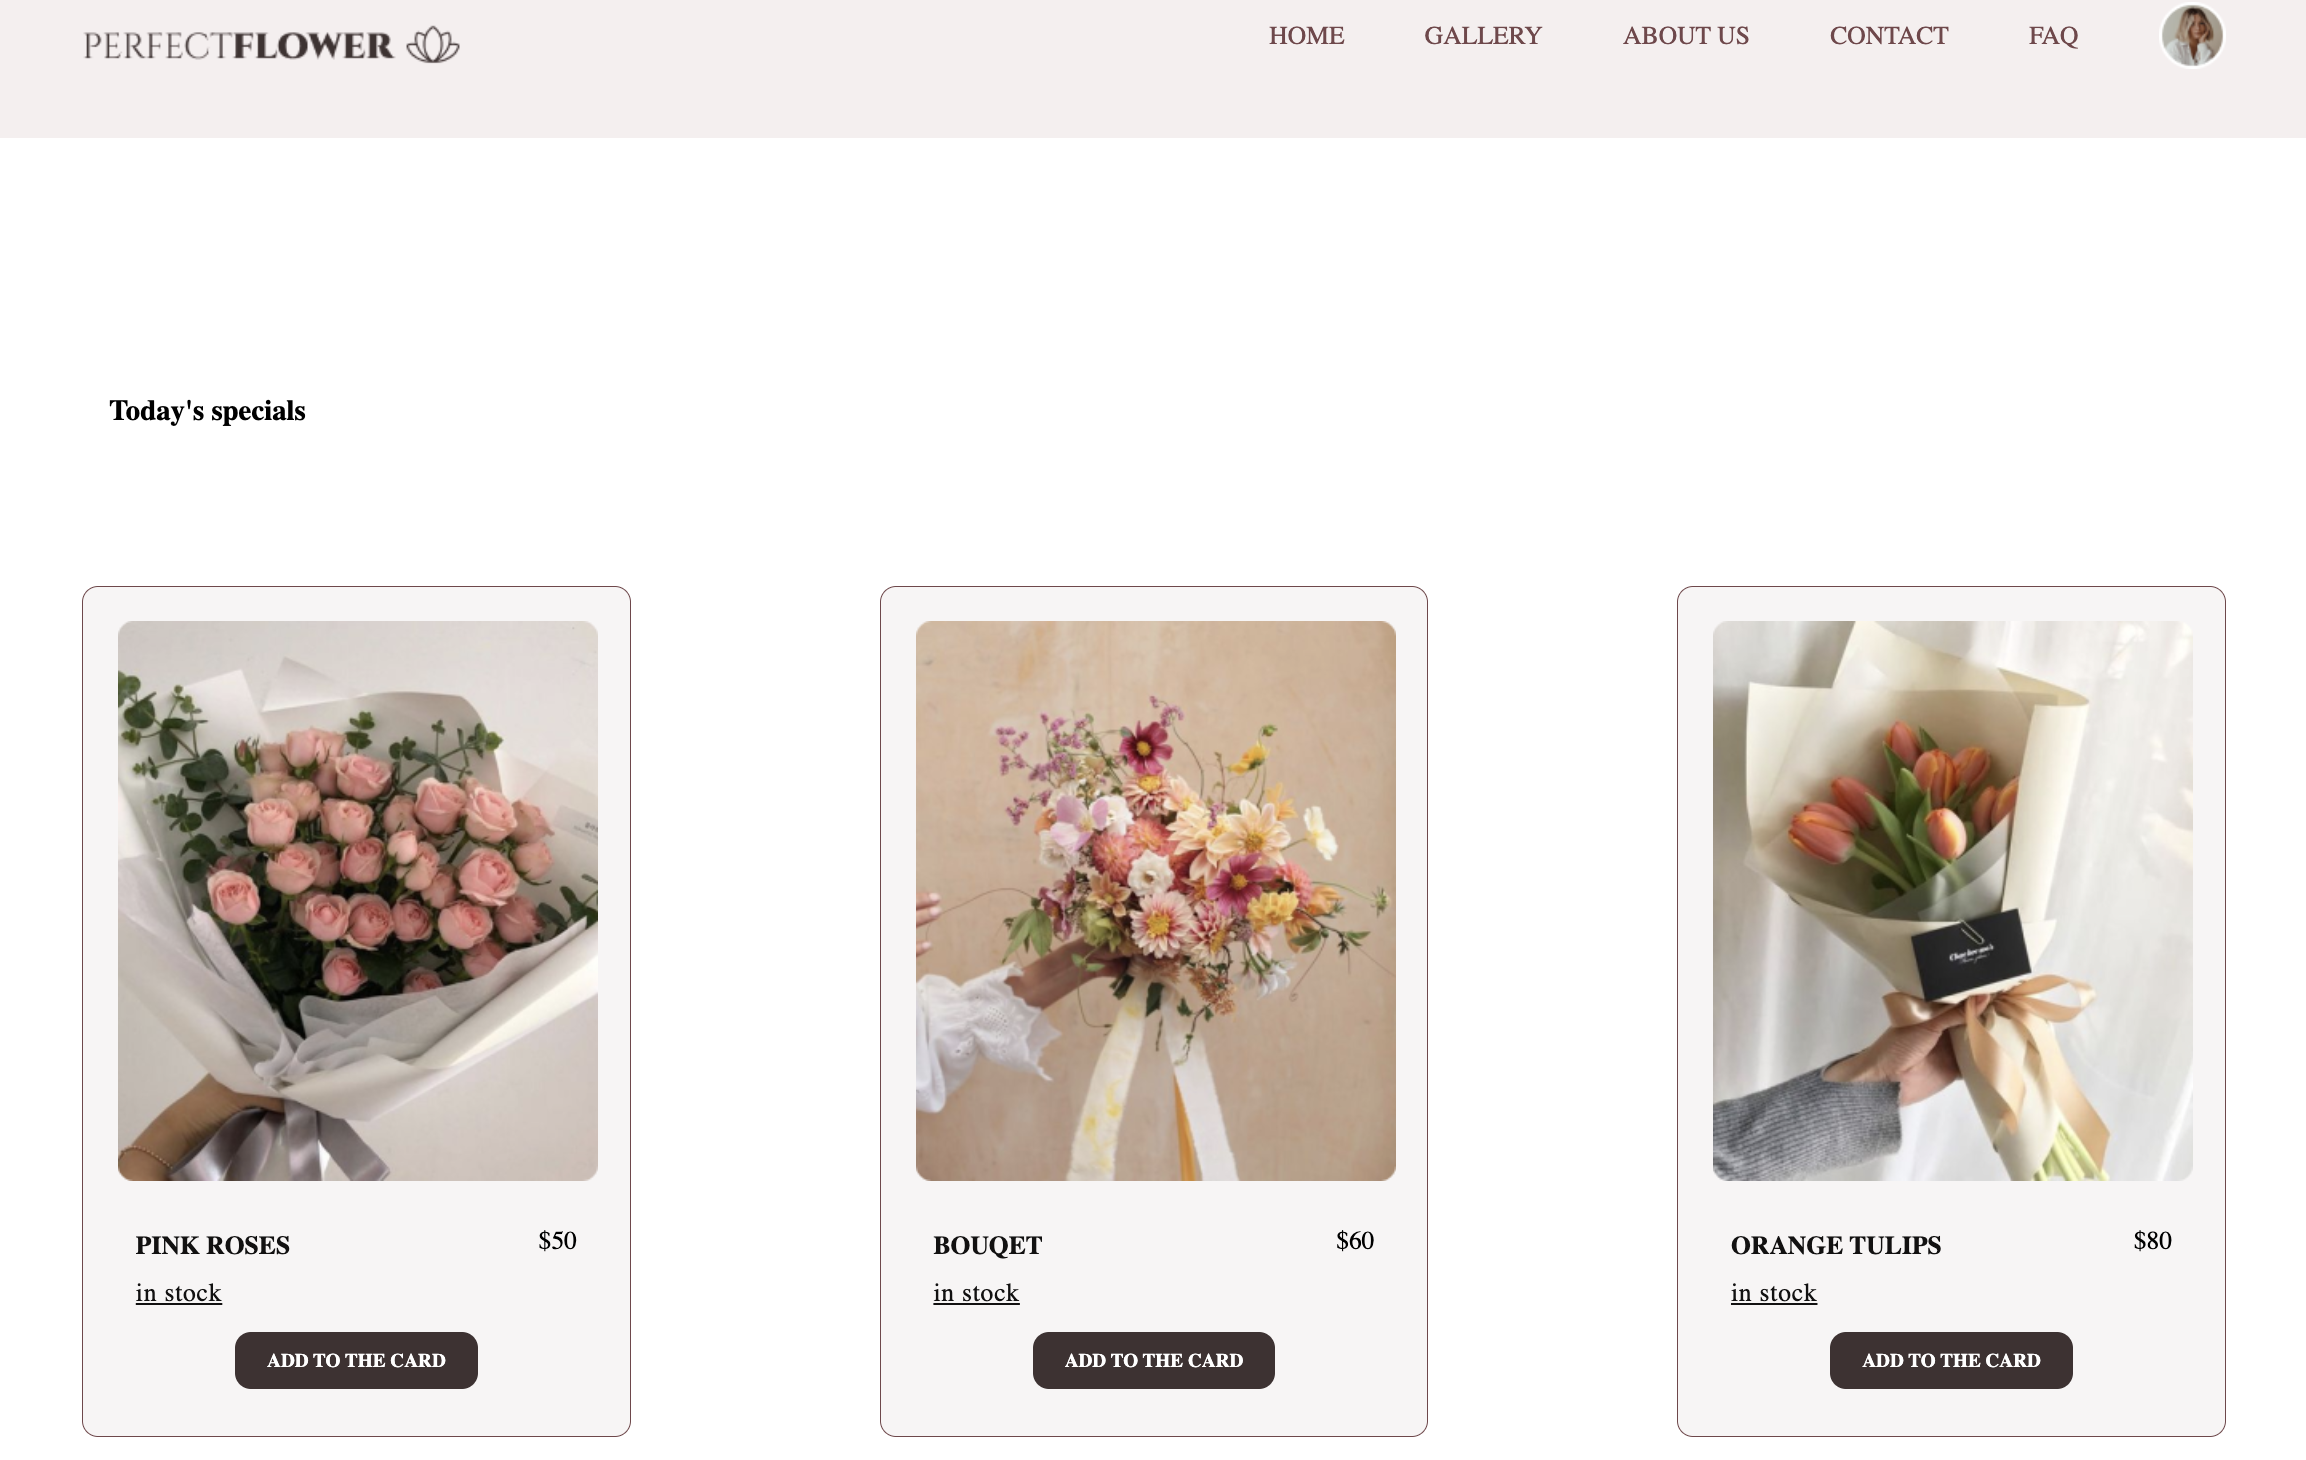 PERFECTFLOWER
HOME GALLERY ABOUT US CONTACT FAQ
Today's specials
PINK ROSES $50
in stock
ADD TO THE CARD
BOUQET $60
in stock
ADD TO THE CARD
ORANGE TULIPS $80
in stock
ADD TO THE CARD